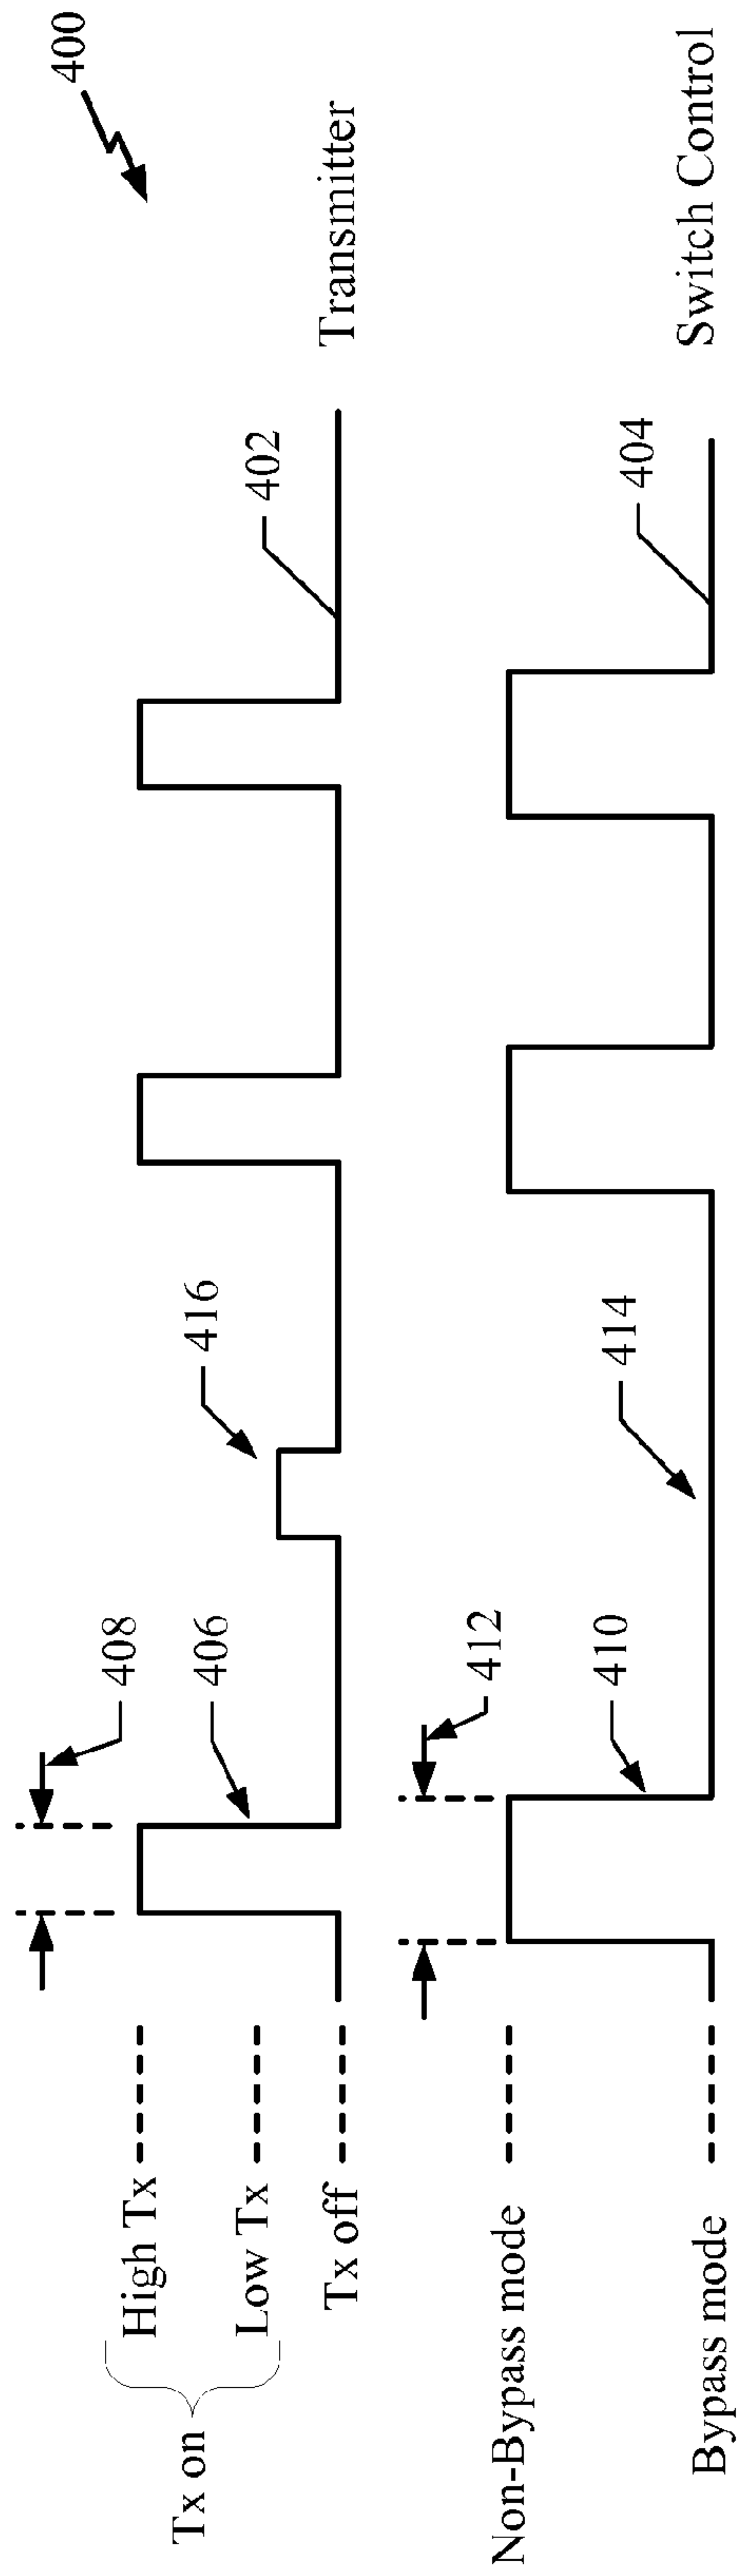 400
408
High Tx
Tx on
406
416
Low Tx
402
Tx off
Transmitter
412
Non-Bypass mode
410
414
404
Bypass mode
Switch Control